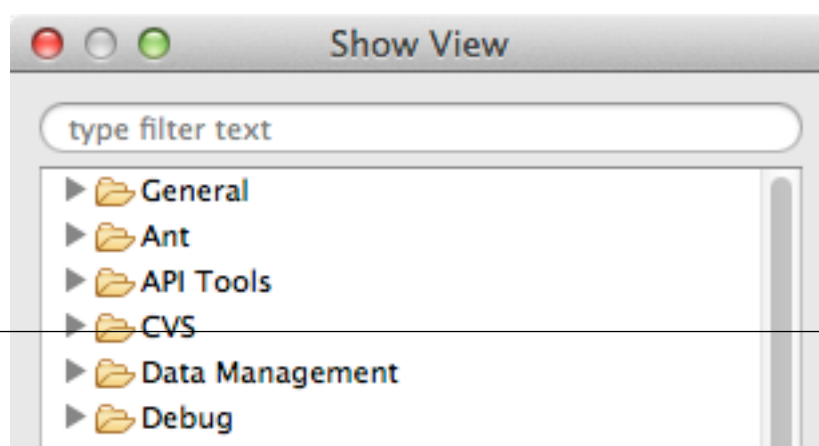 Show View
type filter text
General
Ant
API Tools
CVS
Data Management
Debug